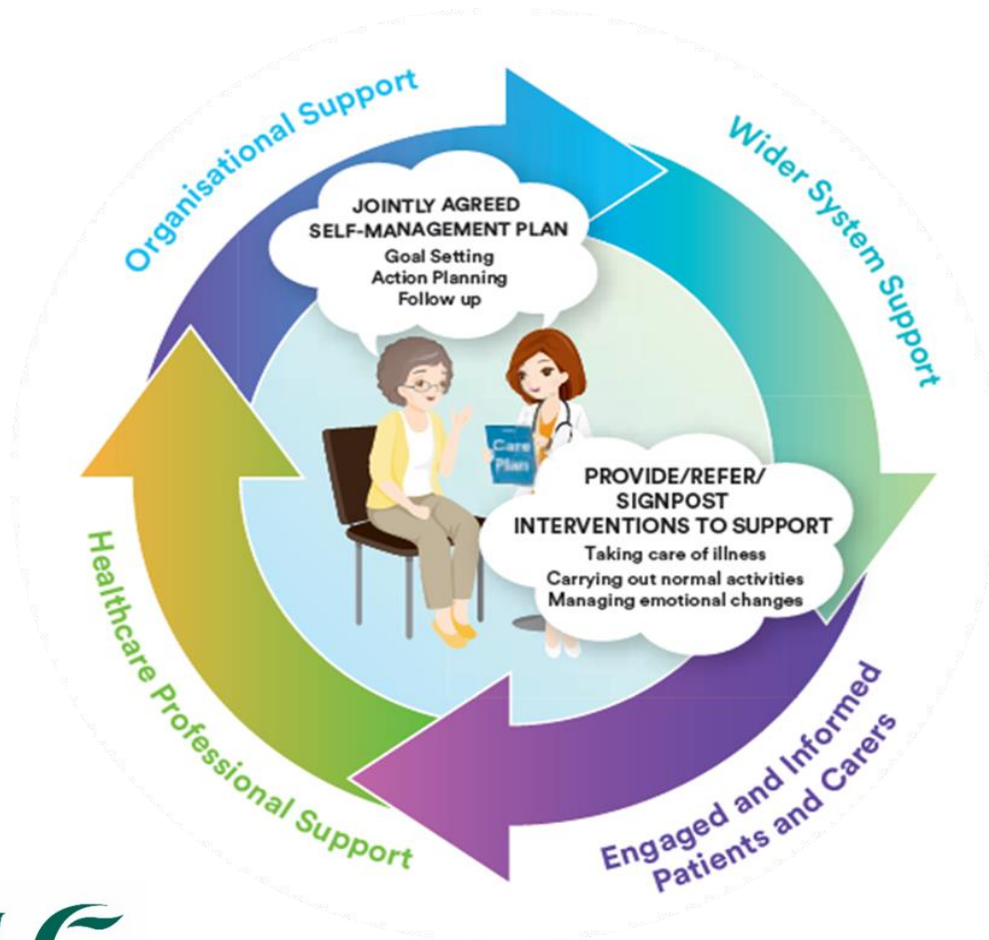 Organisational Support
Wider System Support
JOINTLY AGREED
SELF-MANAGEMENT PLAN
Goal Setting
Action Planning
Follow up
Care
Plan
PROVIDE/REFER/
SIGNPOST
INTERVENTIONS TO SUPPORT
Taking care of illness
Carrying out normal activities
Managing emotional changes
Healthcare Professional Support
Engaged and Informed
Patients and Carers